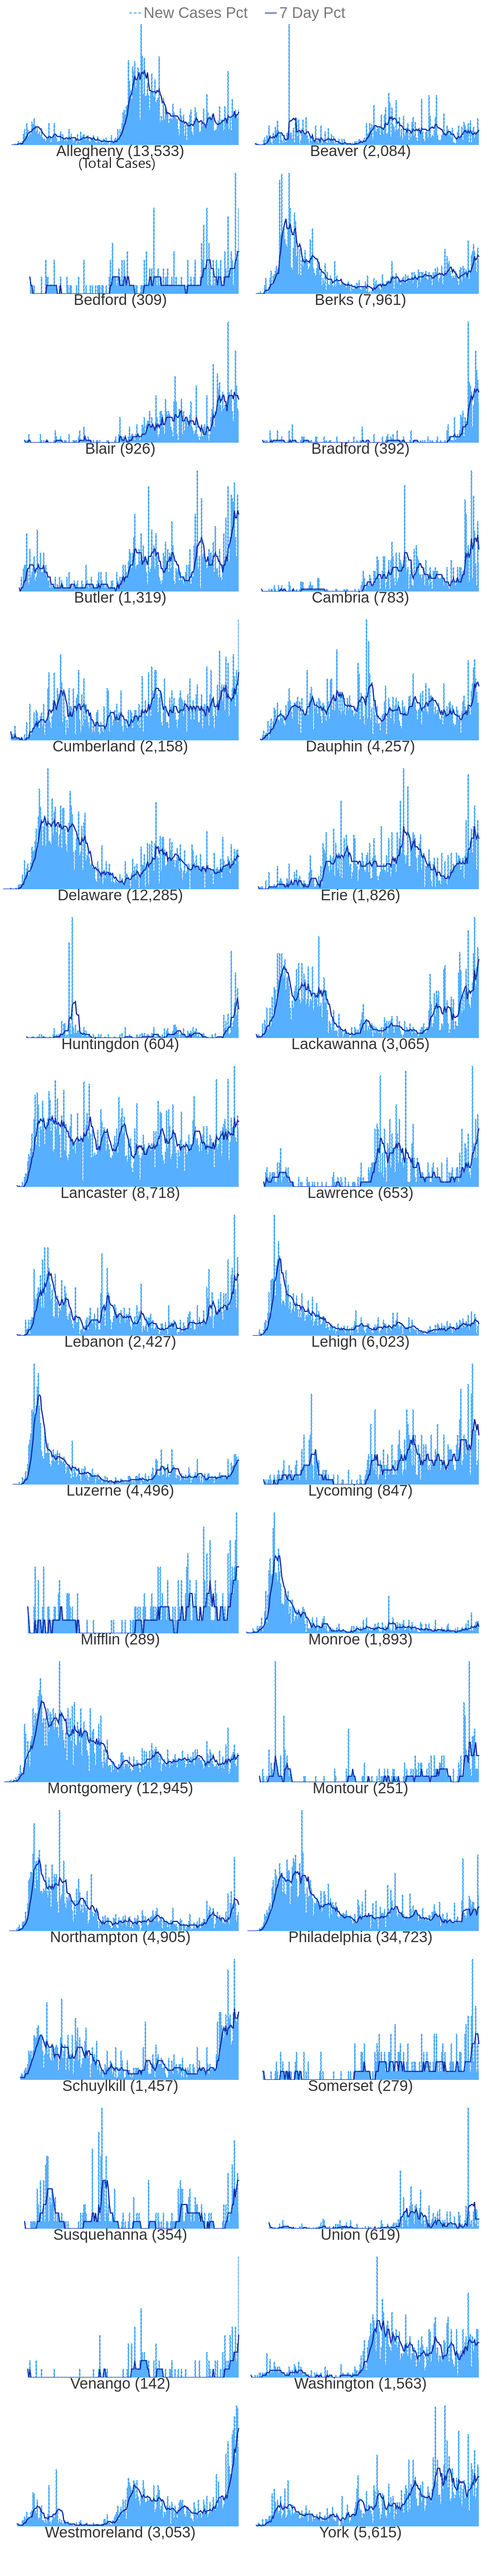 New Cases Pct 7 Day Pct
Allegheny (13,533) Beaver (2,084)
(Total Cases)
Bedford (309) Berks (7,961)
Blair (926) Bradford (392)
Butler (1,319) Cambria (783)
Cumberland (2,158) Dauphin (4,257)
Delaware (12,285) Erie (1,826)
Huntingdon (604) Lackawanna (3,065)
Lancaster (8,718) Lawrence (653)
Lebanon (2,427) Lehigh (6,023)
Luzerne (4,496) Lycoming (847)
Mifflin (289) Monroe (1,893)
Montgomery (12,945) Montour (251)
Northampton (4,905) Philadelphia (34,723)
Schuylkill (1,457) Somerset (279)
Susquehanna (354) Union (619)
Venango (142) Washington (1,563)
Westmoreland (3,053) York (5,615)